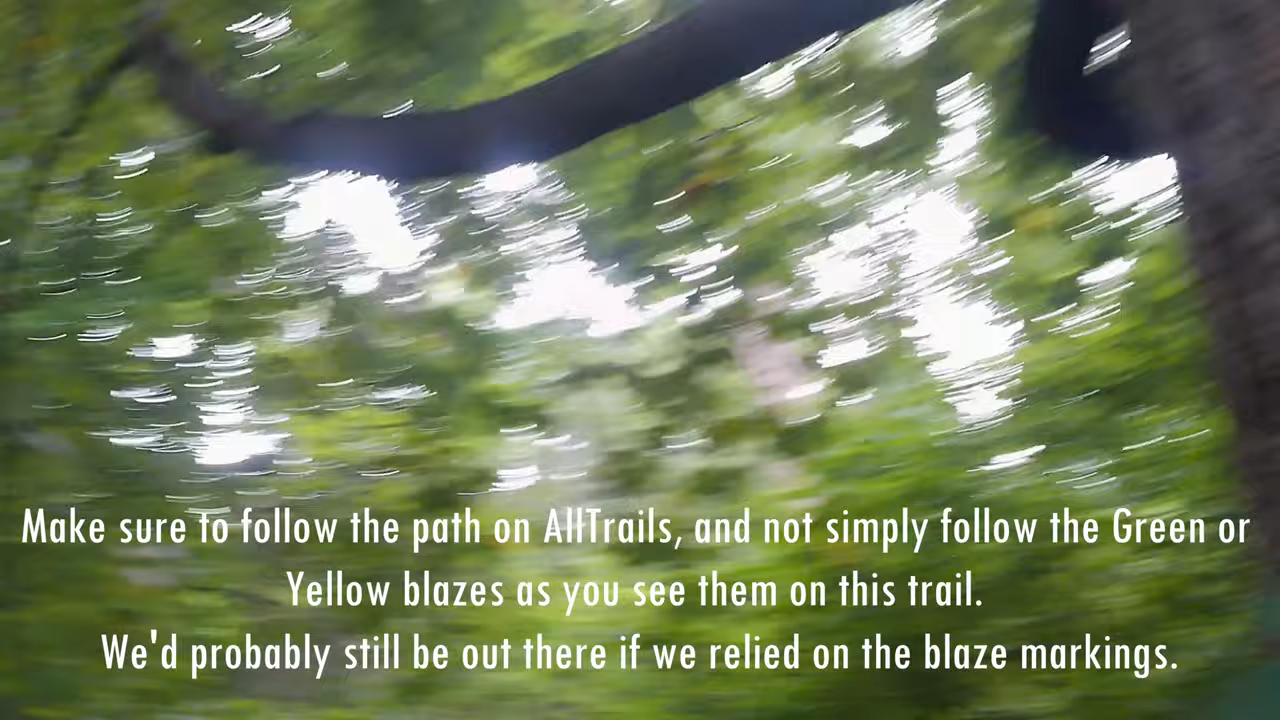 Make sure to follow the path on AllTrails, and not simply follow the Green or
Yellow blazes as you see them on this trail.
We'd probably still be out there if we relied on the blaze markings.